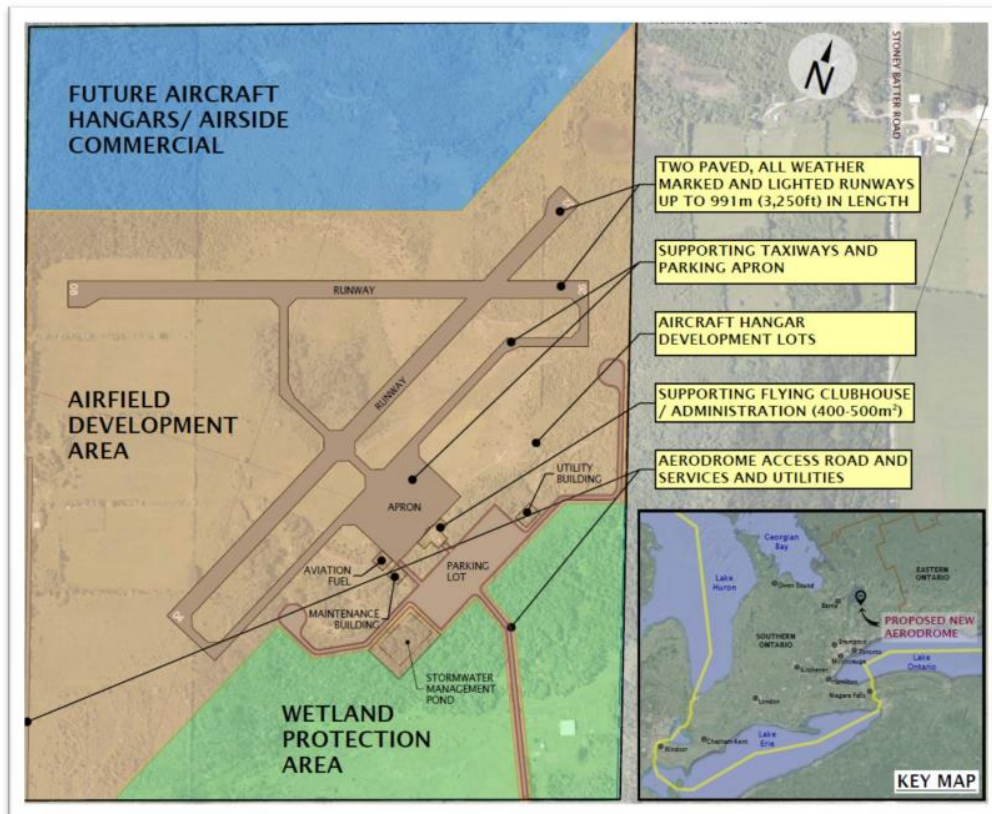 FUTURE AIRCRAFT
HANGARS/ AIRSIDE
COMMERCIAL
N
STONEY BATTER ROAD
TWO PAVED, ALL WEATHER
MARKED AND LIGHTED RUNWAYS
UP TO 991m (3,250ft) IN LENGTH
SUPPORTING TAXIWAYS AND
PARKING APRON
AIRCRAFT HANGAR
DEVELOPMENT LOTS
SUPPORTING FLYING CLUBHOUSE
/ ADMINISTRATION (400-500m²)
AERODROME ACCESS ROAD AND
SERVICES AND UTILITIES
08
RUNWAY
RUNWAY
AIRFIELD
DEVELOPMENT
AREA
UTILITY
BUILDING
APRON
AVIATION
FUEL
PARKING
LOT
MAINTENANCE
BUILDING
04
STORMWATER
MANAGEMENT
POND
WETLAND
PROTECTION
AREA
Georgian
Bay
Lake
Huron
Owen Sound
EASTERN
ONTARIO
Barrie
PROPOSED NEW
AERODROME
SOUTHERN
ONTARIO
Brampton
Toronto
Mississauga
Kitchener
Hamilton
Lake
Ontario
Niagara Falls
London
Lake
Erie
Chatham-Kent
Windsor
KEY MAP